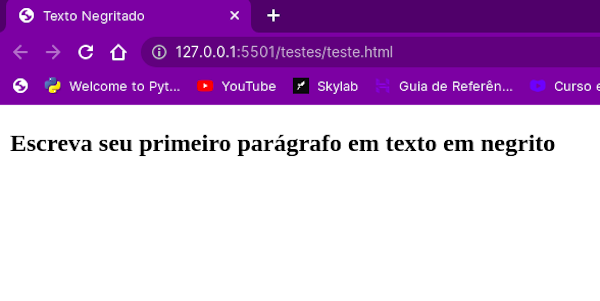 Texto Negritado
127.0.0.1:5501/testes/teste.html
Welcome to Pyt... YouTube Skylab Guia de Referên... Curso e
Escreva seu primeiro parágrafo em texto em negrito